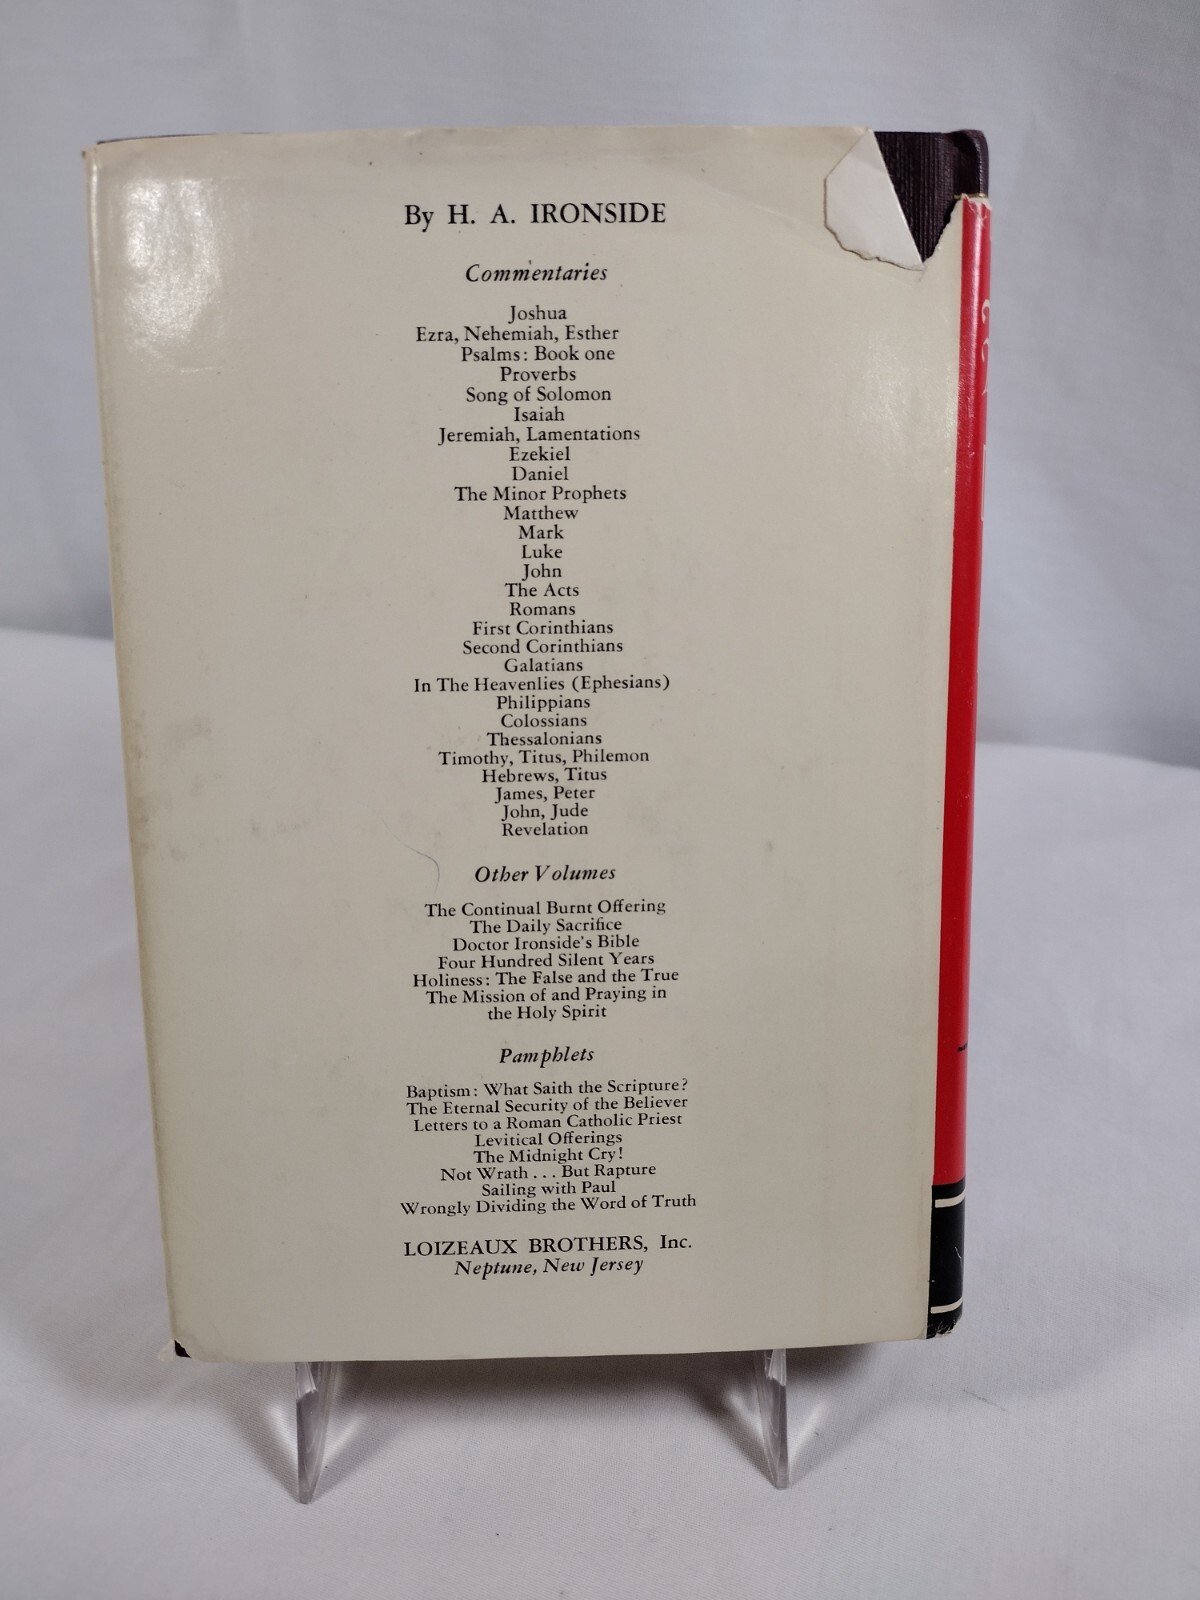 By H. A. IRONSIDE
Commentaries
Joshua
Ezra, Nehemiah, Esther
Psalms: Book one
Proverbs
Song of Solomon
Isaiah
Jeremiah, Lamentations
Ezekiel
Daniel
The Minor Prophets
Matthew
Mark
Luke
John
The Acts
Romans
First Corinthians
Second Corinthians
Galatians
In The Heavenlies (Ephesians)
Philippians
Colossians
Thessalonians
Timothy, Titus, Philemon
Hebrews, Titus
James, Peter
John, Jude
Revelation
Other Volumes
The Continual Burnt Offering
The Daily Sacrifice
Doctor Ironside's Bible
Four Hundred Silent Years
Holiness: The False and the True
The Mission of and Praying in
the Holy Spirit
Pamphlets
Baptism: What Saith the Scripture?
The Eternal Security of the Believer
Letters to a Roman Catholic Priest
Levitical Offerings
The Midnight Cry!
Not Wrath . . . But Rapture
Sailing with Paul
Wrongly Dividing the Word of Truth
LOIZEAUX BROTHERS, Inc.
Neptune, New Jersey